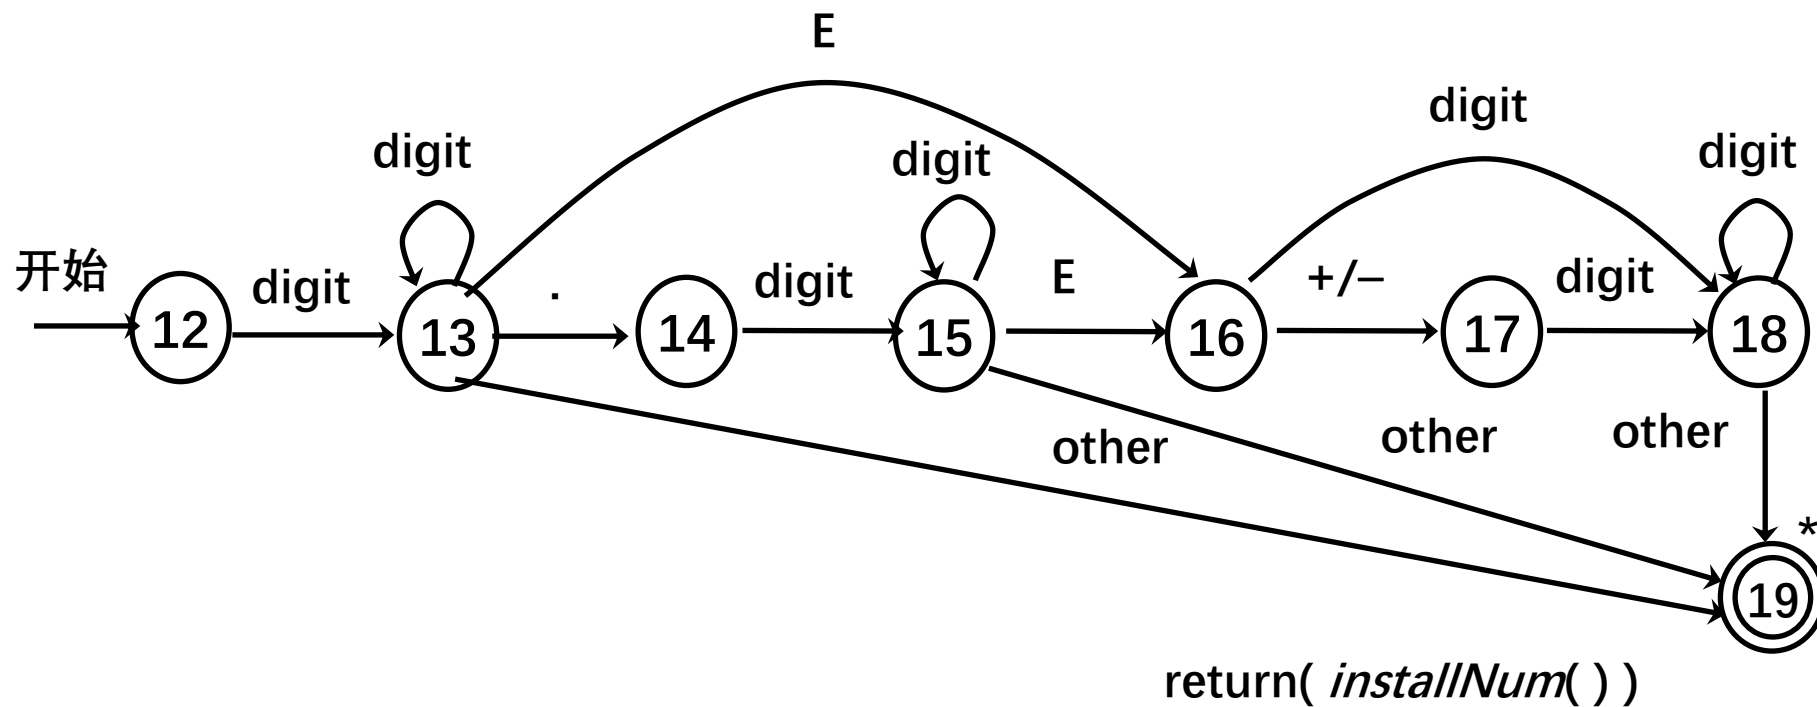 E
digit
digit
digit
digit
开始
digit
.
digit
E
+/–
digit
12
13
14
15
16
17
18
other
other
other
*
19
return( installNum( ) )